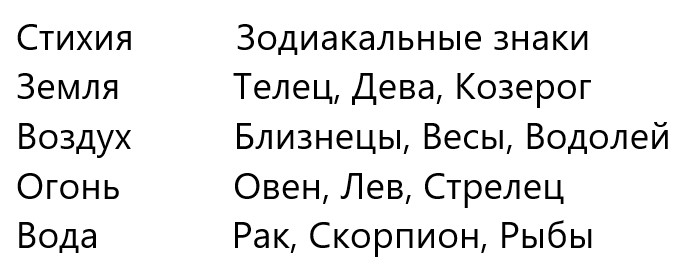 Стихия Зодиакальные знаки
Земля Телец, Дева, Козерог
Воздух Близнецы, Весы, Водолей
Огонь Овен, Лев, Стрелец
Вода Рак, Скорпион, Рыбы